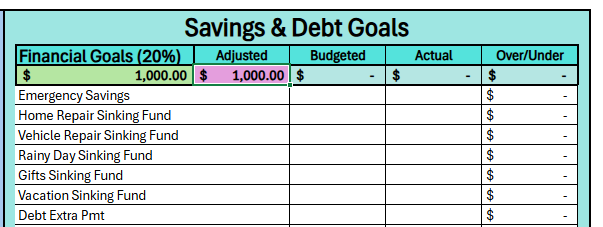 Savings & Debt Goals
Financial Goals (20%) Adjusted Budgeted Actual Over/Under
$ 1,000.00 $ 1,000.00 $ - $ - $ -
Emergency Savings $ -
Home Repair Sinking Fund $ -
Vehicle Repair Sinking Fund $ -
Rainy Day Sinking Fund $ -
Gifts Sinking Fund $ -
Vacation Sinking Fund $ -
Debt Extra Pmt $ -